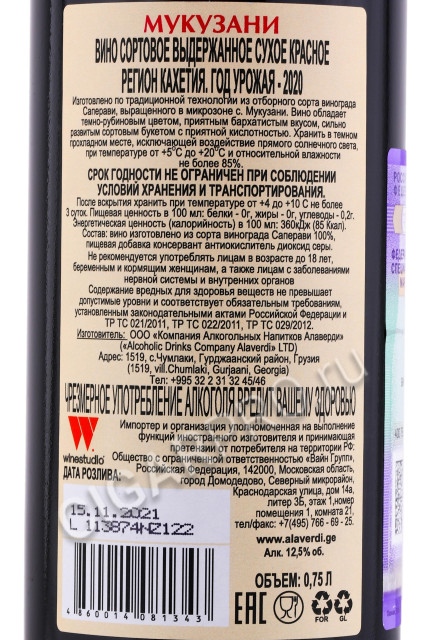 МУКУЗАНИ
ВИНО СОРТОВОЕ ВЫДЕРЖАННОЕ СУХОЕ КРАСНОЕ
РЕГИОН КАХЕТИЯ. ГОД УРОЖАЯ - 2020
Изготовлено по традиционной технологии из отборного сорта винограда
Саперави, выращенного в микрозоне с. Мукузани. Вино обладает
темно-рубиновым цветом, приятным бархатистым вкусом, сильно
развитым сортовым букетом с приятной кислотностью. Хранить в темном
прохладном месте, исключающей воздействие прямого солнечного света,
при температуре от +5°С до +20°С и относительной влажности
не более 85%.
СРОК ГОДНОСТИ НЕ ОГРАНИЧЕН ПРИ СОБЛЮДЕНИИ
УСЛОВИЙ ХРАНЕНИЯ И ТРАНСПОРТИРОВАНИЯ.
После вскрытия хранить при температуре от +4 до +10 С не более
3 суток. Пищевая ценность в 100 мл: белки - 0г, жиры - 0г, углеводы - 0,2г.
Энергетическая ценность (калорийность) в 100 мл: 360кДж (85 Ккал).
Состав: вино изготовлено из сорта винограда Саперави 100%,
пищевая добавка консервант антиокислитель диоксид серы.
Не рекомендуется употреблять лицам в возрасте до 18 лет,
беременным и кормящим женщинам, а также лицам с заболеваниями
нервной системы и внутренних органов
Содержание вредных для здоровья веществ не превышает
допустимые уровни и соответствует обязательным требованиям,
установленным законодательствами Российской Федерации и
ТР ТС 021/2011, ТР ТС 022/2011, ТР ТС 029/2012.
Изготовитель: ООО «Компания Алкогольных Напитков Алаверди»
(«Alcoholic Drinks Company Alaverdi» LTD)
Адрес: 1519, с.Чумлаки, Гурджаанский район, Грузия
(1519, vill.Chumlaki, Gurjaani, Georgia)
Тел: +995 32 2 31 32 45/46
ЧРЕЗМЕРНОЕ УПОТРЕБЛЕНИЕ АЛКОГОЛЯ ВРЕДИТ ВАШЕМУ ЗДОРОВЬЮ
Импортер и организация уполномоченная на выполнение
функций иностранного изготовителя и принимающая
претензии от потребителя на территории РФ:
Общество с ограниченной ответственностью «Вайн Групп»,
Российская Федерация, 142000, Московская область,
город Домодедово, Северный микрорайон,
Краснодарская улица, дом 14а,
литер 3Б, этаж 1,номер
помещения 1, комната 21.
тел/факс: +7(495) 766 - 69 - 25.
winestudio
ДАТА РОЗЛИВА:
15.11.2021
L 113874NZ122
www.alaverdi.ge
Алк. 12,5% об.
ОБЪЕМ: 0,75 Л
4 860014 081343
EAC
FOR
GL